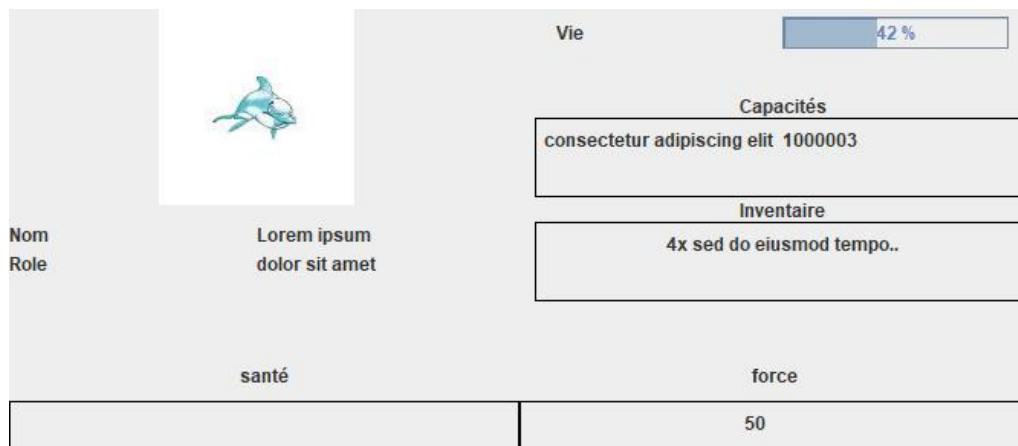 Vie 42 %
Capacités
consectetur adipiscing elit 1000003
Inventaire
4x sed do eiusmod tempo..
Nom Lorem ipsum
Role dolor sit amet
santé force
50